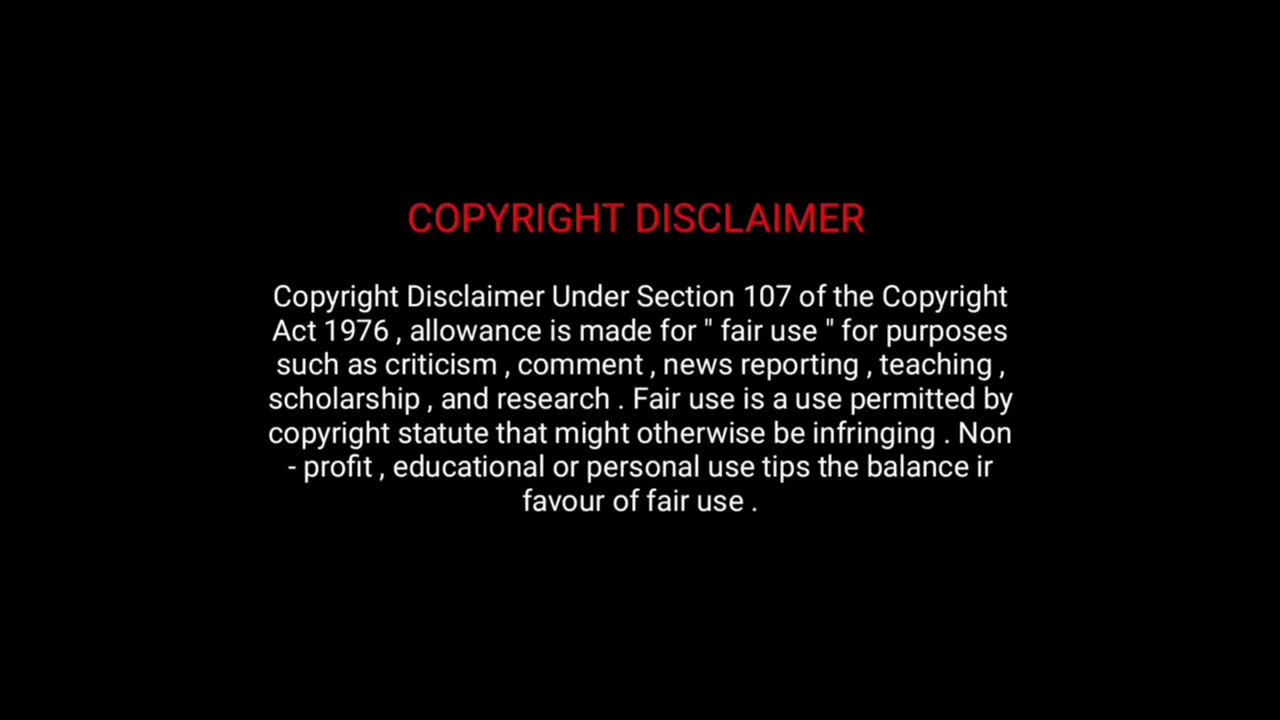 COPYRIGHT DISCLAIMER
Copyright Disclaimer Under Section 107 of the Copyright
Act 1976 , allowance is made for " fair use " for purposes
such as criticism , comment , news reporting , teaching ,
scholarship , and research . Fair use is a use permitted by
copyright statute that might otherwise be infringing . Non
- profit , educational or personal use tips the balance ir
favour of fair use .